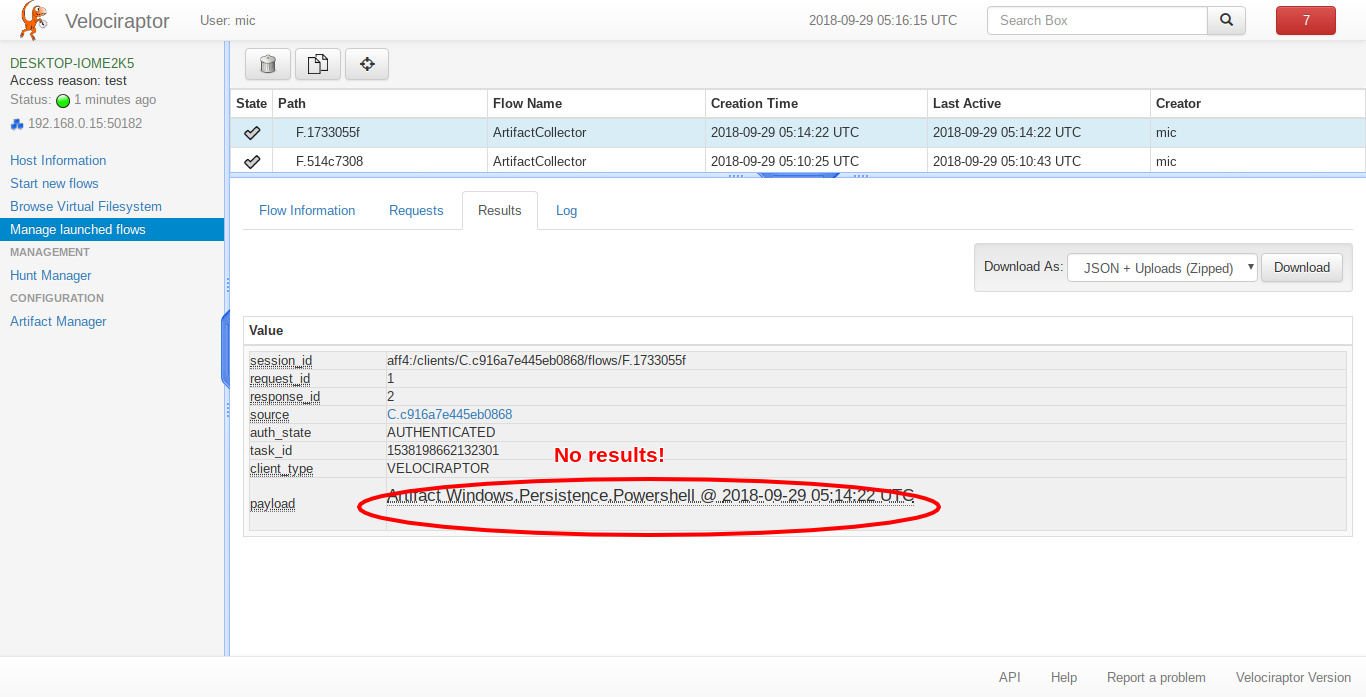 Velociraptor User: mic 2018-09-29 05:16:15 UTC Search Box 7
DESKTOP-IOME2K5
Access reason: test
Status: 1 minutes ago
192.168.0.15:50182
Host Information
Start new flows
Browse Virtual Filesystem
Manage launched flows
MANAGEMENT
Hunt Manager
CONFIGURATION
Artifact Manager
State Path Flow Name Creation Time Last Active Creator
F.1733055f ArtifactCollector 2018-09-29 05:14:22 UTC 2018-09-29 05:14:22 UTC mic
F.514c7308 ArtifactCollector 2018-09-29 05:10:25 UTC 2018-09-29 05:10:43 UTC mic
Flow Information Requests Results Log
Download As: JSON + Uploads (Zipped) Download
Value
session_id aff4:/clients/C.c916a7e445eb0868/flows/F.1733055f
request_id 1
response_id 2
source C.c916a7e445eb0868
auth_state AUTHENTICATED
task_id 1538198662132301
No results!
client_type VELOCIRAPTOR
payload Artifact Windows.Persistence.Powershell @ 2018-09-29 05:14:22 UTC
API Help Report a problem Velociraptor Version